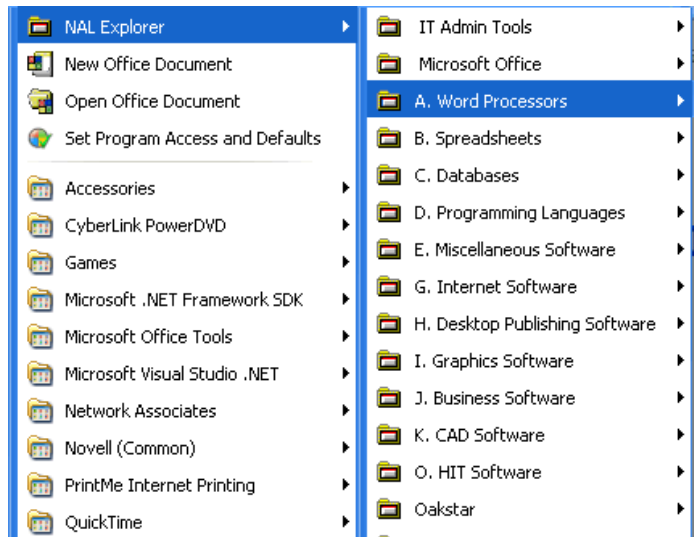 NAL Explorer
New Office Document
Open Office Document
Set Program Access and Defaults
Accessories
CyberLink PowerDVD
Games
Microsoft .NET Framework SDK
Microsoft Office Tools
Microsoft Visual Studio .NET
Network Associates
Novell (Common)
PrintMe Internet Printing
QuickTime
IT Admin Tools
Microsoft Office
A. Word Processors
B. Spreadsheets
C. Databases
D. Programming Languages
E. Miscellaneous Software
G. Internet Software
H. Desktop Publishing Software
I. Graphics Software
J. Business Software
K. CAD Software
O. HIT Software
Oakstar